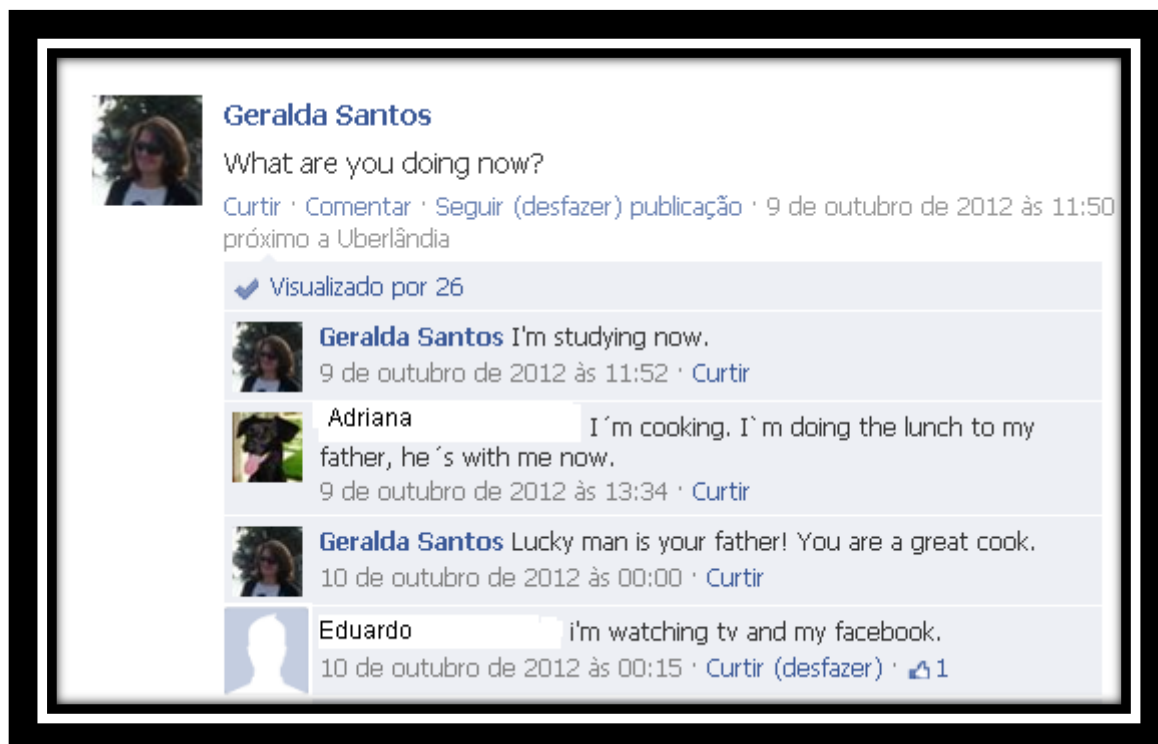 Geralda Santos
What are you doing now?
Curtir · Comentar · Seguir (desfazer) publicação · 9 de outubro de 2012 às 11:50
próximo a Uberlândia
Visualizado por 26
Geralda Santos I'm studying now.
9 de outubro de 2012 às 11:52 · Curtir
Adriana I´m cooking. I`m doing the lunch to my
father, he ´s with me now.
9 de outubro de 2012 às 13:34 · Curtir
Geralda Santos Lucky man is your father! You are a great cook.
10 de outubro de 2012 às 00:00 · Curtir
Eduardo i'm watching tv and my facebook.
10 de outubro de 2012 às 00:15 · Curtir (desfazer) · 1